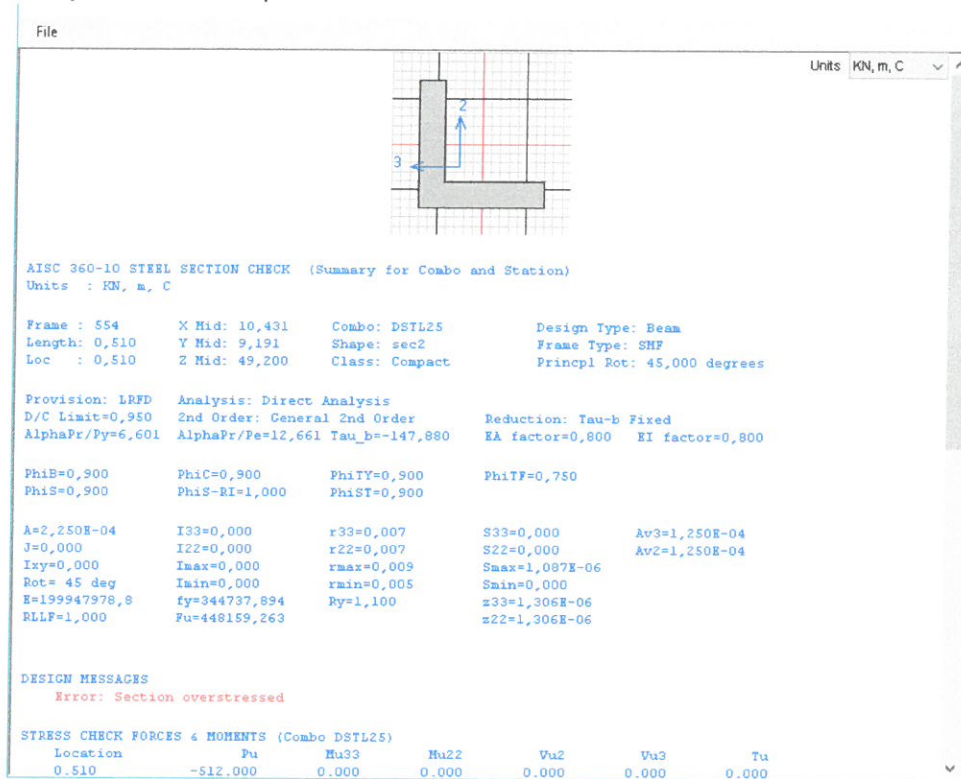 File
Units KN, m, C
2
3
AISC 360-10 STEEL SECTION CHECK (Summary for Combo and Station)
Units : KN, m, C
Frame : 554 X Mid: 10,431 Combo: DSTL25 Design Type: Beam
Length: 0,510 Y Mid: 9,191 Shape: sec2 Frame Type: SMF
Loc : 0,510 Z Mid: 49,200 Class: Compact Princpl Rot: 45,000 degrees
Provision: LRFD Analysis: Direct Analysis
D/C Limit=0,950 2nd Order: General 2nd Order Reduction: Tau-b Fixed
AlphaPr/Py=6,601 AlphaPr/Pe=12,661 Tau_b=-147,880 EA factor=0,800 EI factor=0,800
PhiB=0,900 PhiC=0,900 PhiTY=0,900 PhiTF=0,750
PhiS=0,900 PhiS-RI=1,000 PhiST=0,900
A=2,250E-04 I33=0,000 r33=0,007 S33=0,000 Av3=1,250E-04
J=0,000 I22=0,000 r22=0,007 S22=0,000 Av2=1,250E-04
Ixy=0,000 Imax=0,000 rmax=0,009 Smax=1,087E-06
Rot= 45 deg Imin=0,000 rmin=0,005 Smin=0,000
E=199947978,8 fy=344737,894 Ry=1,100 z33=1,306E-06
RLLF=1,000 Fu=448159,263 z22=1,306E-06
DESIGN MESSAGES
Error: Section overstressed
STRESS CHECK FORCES & MOMENTS (Combo DSTL25)
Location Pu Mu33 Mu22 Vu2 Vu3 Tu
0.510 -512.000 0.000 0.000 0.000 0.000 0.000